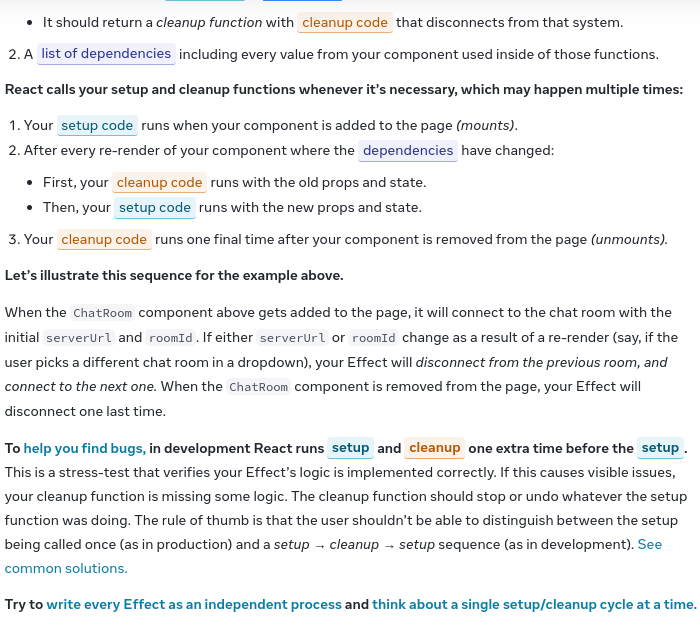 • It should return a cleanup function with cleanup code that disconnects from that system.
2. A list of dependencies including every value from your component used inside of those functions.
React calls your setup and cleanup functions whenever it’s necessary, which may happen multiple times:
1. Your setup code runs when your component is added to the page (mounts).
2. After every re-render of your component where the dependencies have changed:
• First, your cleanup code runs with the old props and state.
• Then, your setup code runs with the new props and state.
3. Your cleanup code runs one final time after your component is removed from the page (unmounts).
Let’s illustrate this sequence for the example above.
When the ChatRoom component above gets added to the page, it will connect to the chat room with the
initial serverUrl and roomId. If either serverUrl or roomId change as a result of a re-render (say, if the
user picks a different chat room in a dropdown), your Effect will disconnect from the previous room, and
connect to the next one. When the ChatRoom component is removed from the page, your Effect will
disconnect one last time.
To help you find bugs, in development React runs setup and cleanup one extra time before the setup.
This is a stress-test that verifies your Effect’s logic is implemented correctly. If this causes visible issues,
your cleanup function is missing some logic. The cleanup function should stop or undo whatever the setup
function was doing. The rule of thumb is that the user shouldn’t be able to distinguish between the setup
being called once (as in production) and a setup → cleanup → setup sequence (as in development). See
common solutions.
Try to write every Effect as an independent process and think about a single setup/cleanup cycle at a time.